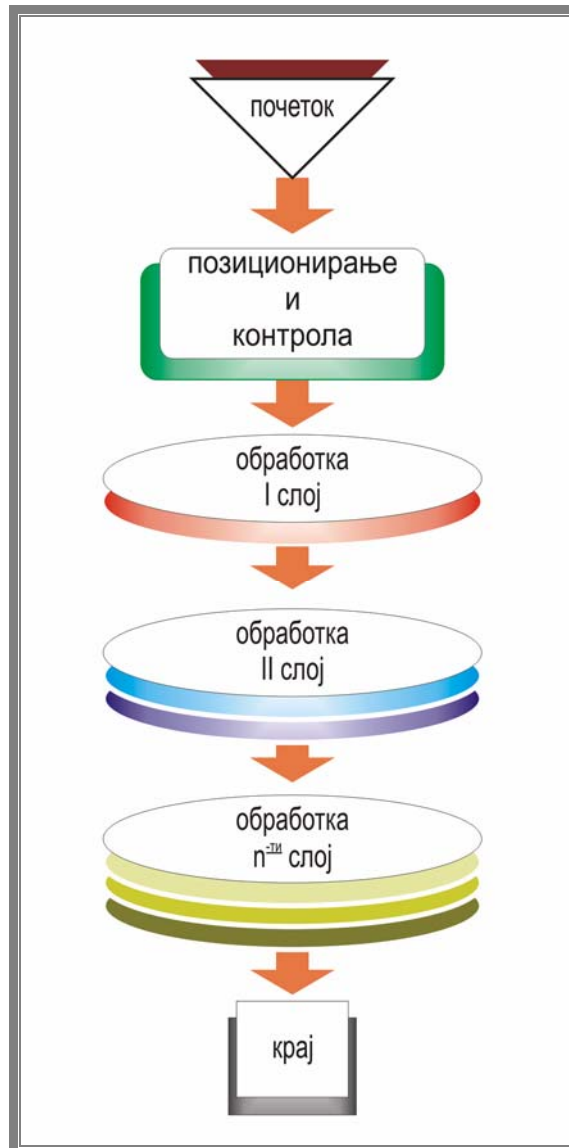 почеток
позиционирање
и
контрола
обработка
I слој
обработка
II слој
обработка
n-ти слој
крај